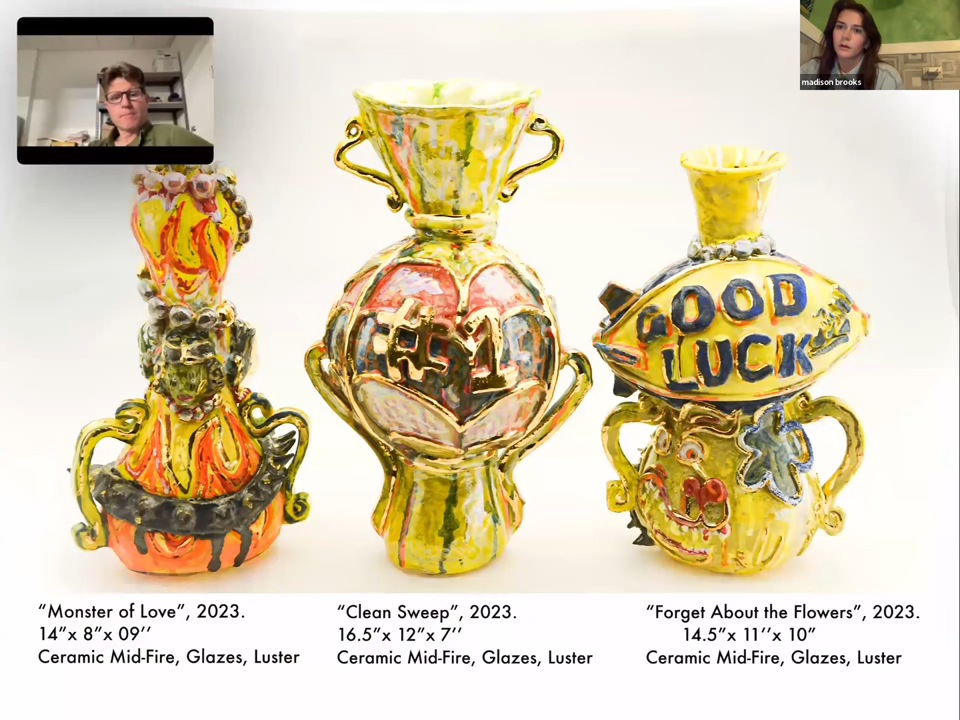 madison brooks
#1
GOOD
LUCK
“Monster of Love”, 2023.
14”x 8”x 09’’
Ceramic Mid-Fire, Glazes, Luster
“Clean Sweep”, 2023.
16.5”x 12”x 7’’
Ceramic Mid-Fire, Glazes, Luster
“Forget About the Flowers”, 2023.
14.5”x 11’’x 10”
Ceramic Mid-Fire, Glazes, Luster